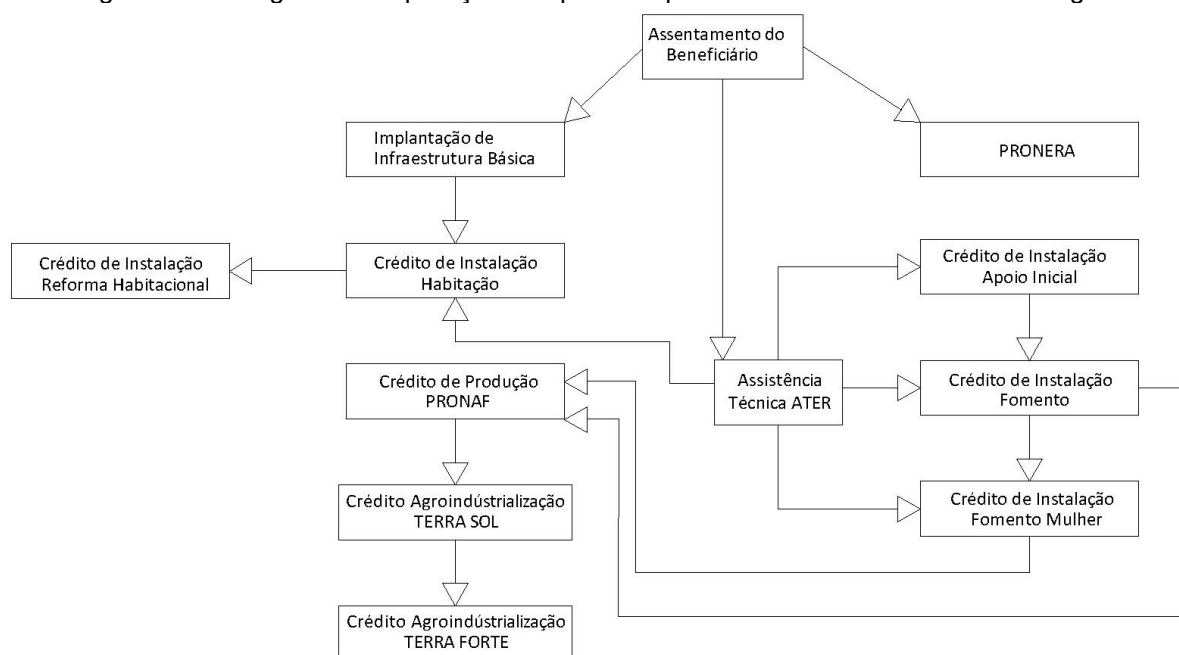 Assentamento do
Beneficiário
Implantação de
Infraestrutura Básica
PRONERA
Crédito de Instalação
Reforma Habitacional
Crédito de Instalação
Habitação
Crédito de Instalação
Apoio Inicial
Crédito de Produção
PRONAF
Assistência
Técnica ATER
Crédito de Instalação
Fomento
Crédito Agroindústrialização
TERRA SOL
Crédito de Instalação
Fomento Mulher
Crédito Agroindústrialização
TERRA FORTE